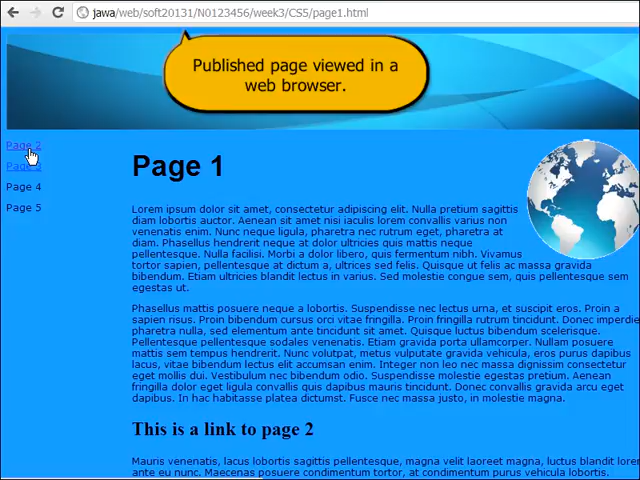 jawa/web/soft20131/N0123456/week3/CS5/page1.html
Published page viewed in a
web browser.
Page 2
Page 3
Page 4
Page 5
Page 1
Lorem ipsum dolor sit amet, consectetur adipiscing elit. Nulla pretium sagittis
diam lobortis auctor. Aenean sit amet nisi iaculis lorem convallis varius non
venenatis enim. Nunc neque ligula, pharetra nec rutrum eget, pharetra at
diam. Phasellus hendrerit neque at dolor ultricies quis mattis neque
pellentesque. Nulla facilisi. Morbi a dolor libero, quis fermentum nibh. Vivamus
tortor sapien, pellentesque at dictum a, ultrices sed felis. Quisque ut felis ac massa gravida
bibendum. Etiam ultricies blandit lectus in varius. Sed molestie congue sem, quis pellentesque sem
egestas ut.
Phasellus mattis posuere neque a lobortis. Suspendisse nec lectus urna, et suscipit eros. Proin a
sapien risus. Proin bibendum cursus orci vitae fringilla. Proin fringilla rutrum tincidunt. Donec imperdie
pharetra nulla, sed elementum ante tincidunt sit amet. Quisque luctus bibendum scelerisque.
Pellentesque pellentesque sodales venenatis. Etiam gravida porta ullamcorper. Nullam posuere
mattis sem tempus hendrerit. Nunc volutpat, metus vulputate gravida vehicula, eros purus dapibus
lacus, vitae bibendum lectus elit accumsan enim. Integer non leo nec massa dignissim consectetur
eget mollis dui. Vestibulum nec bibendum odio. Suspendisse molestie egestas pretium. Aenean
fringilla dolor eget ligula convallis quis dapibus mauris tincidunt. Donec convallis gravida arcu eget
dapibus. In hac habitasse platea dictumst. Fusce nec massa justo, in molestie magna.
This is a link to page 2
Mauris venenatis, lacus lobortis sagittis pellentesque, magna velit laoreet magna, luctus blandit lorem
ante eu nunc. Maecenas posuere condimentum tortor, at condimentum purus vehicula lobortis.